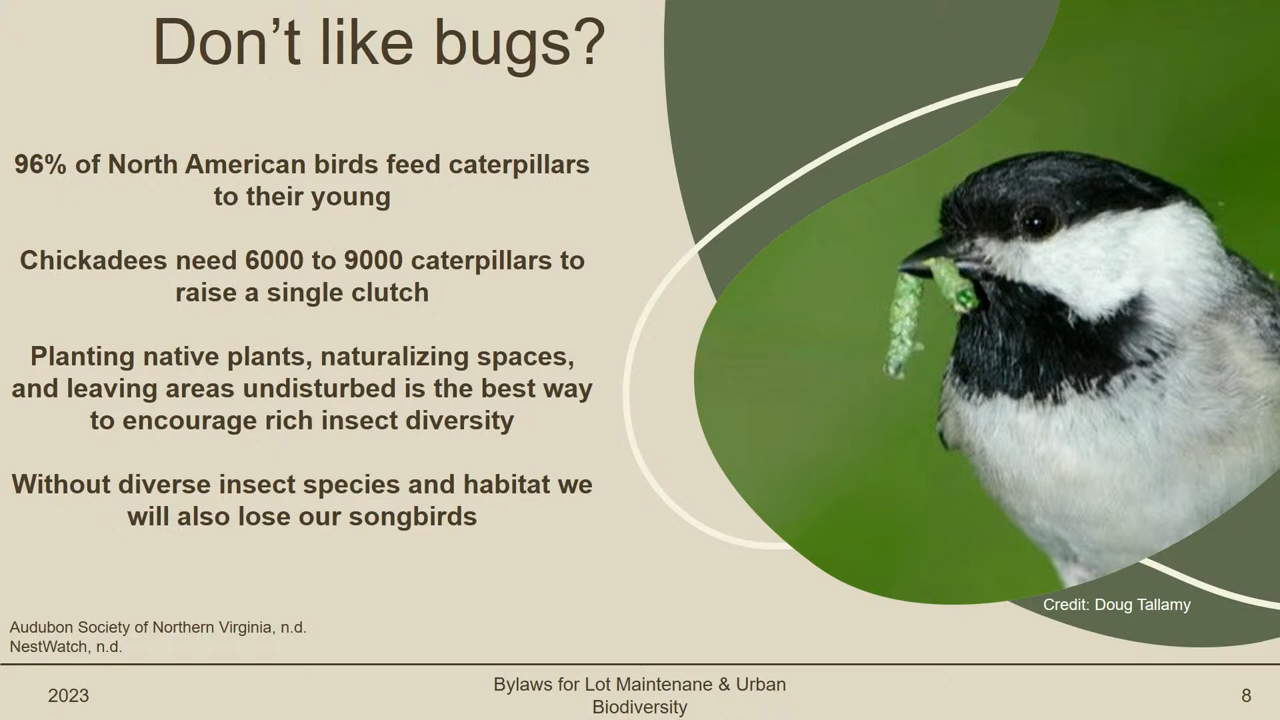 Don’t like bugs?
96% of North American birds feed caterpillars
to their young
Chickadees need 6000 to 9000 caterpillars to
raise a single clutch
Planting native plants, naturalizing spaces,
and leaving areas undisturbed is the best way
to encourage rich insect diversity
Without diverse insect species and habitat we
will also lose our songbirds
Credit: Doug Tallamy
Audubon Society of Northern Virginia, n.d.
NestWatch, n.d.
2023
Bylaws for Lot Maintenane & Urban
Biodiversity
8